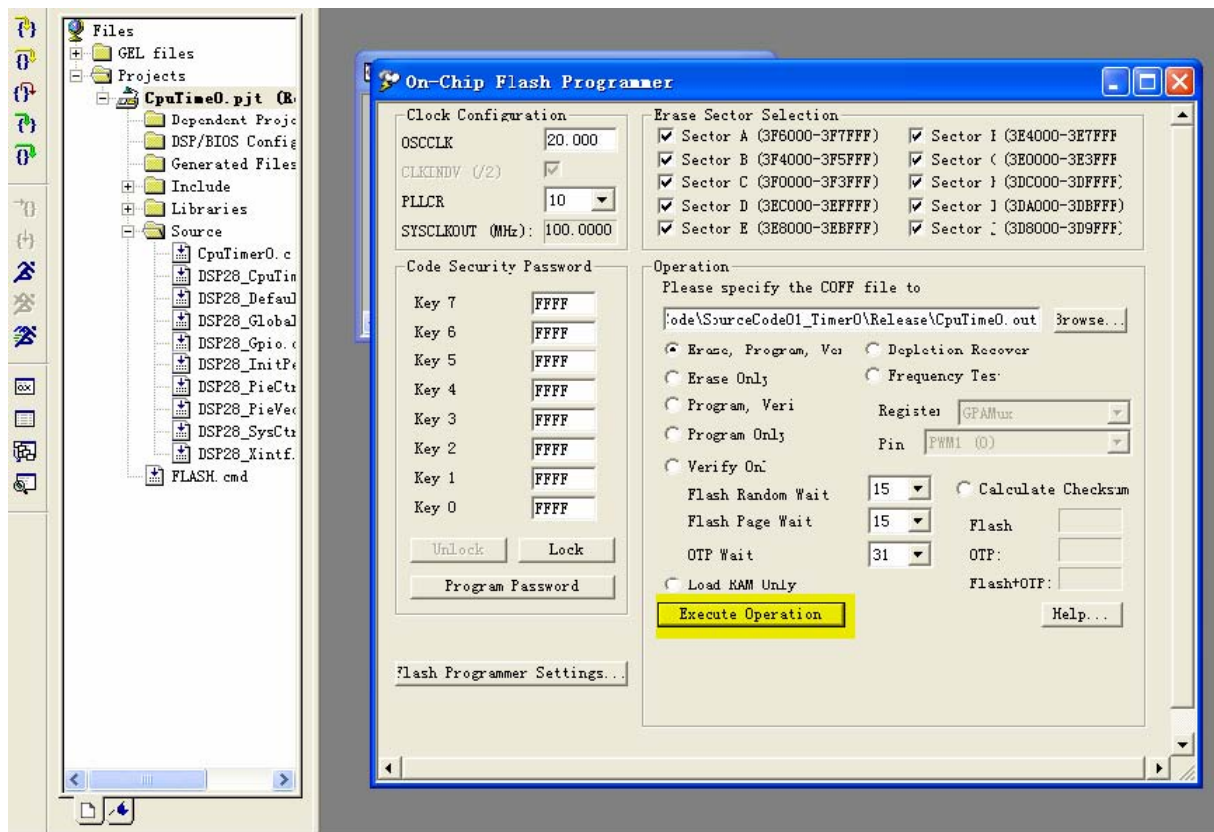 Files
GEL files
Projects
CpuTime0.pjt (R
Dependent Proje
DSP/BIOS Config
Generated Files
Include
Libraries
Source
CpuTimer0.c
DSP28_CpuTim
DSP28_Defaul
DSP28_Global
DSP28_Gpio.c
DSP28_InitPe
DSP28_PieCtr
DSP28_PieVec
DSP28_SysCtr
DSP28_Xintf.
FLASH.cmd
On-Chip Flash Programmer
Clock Configuration
OSCCLK 20.000
CLKINDV (/2)
PLLCR 10
SYSCLKOUT (MHz): 100.0000
Erase Sector Selection
Sector A (3F6000-3F7FFF)
Sector B (3F4000-3F5FFF)
Sector C (3F0000-3F3FFF)
Sector D (3EC000-3EFFFF)
Sector E (3E8000-3EBFFF)
Sector (3E4000-3E7FFF
Sector (3E0000-3E3FFF
Sector (3DC000-3DFFFF)
Sector (3DA000-3DBFFF)
Sector (3D8000-3D9FFF)
Code Security Password
Key 7 FFFF
Key 6 FFFF
Key 5 FFFF
Key 4 FFFF
Key 3 FFFF
Key 2 FFFF
Key 1 FFFF
Key 0 FFFF
Unlock Lock
Program Password
Flash Programmer Settings...
Operation
Please specify the COFF file to
:ode\SourceCode01_Timer0\Release\CpuTime0.out Browse...
Erase, Program, Ver Depletion Recover
Erase Only Frequency Tes
Program, Veri Register GPAMux
Program Only Pin PWM1 (O)
Verify On
Flash Random Wait 15 Calculate Checksum
Flash Page Wait 15 Flash
OTP Wait 31 OTP:
Load RAM Only Flash+OTP:
Execute Operation Help...